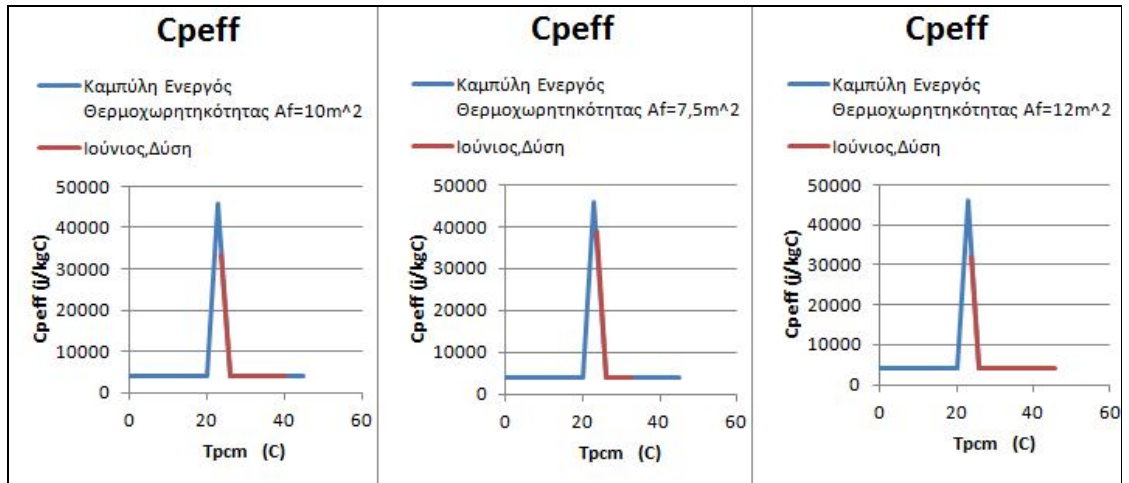 Cpeff
Καμπύλη Ενεργός
Θερμοχωρητηκότητας Af=10m^2
Ιούνιος,Δύση
50000
40000
30000
20000
10000
0
Cpeff (j/kgC)
0 20 40 60
Tpcm (C)
Cpeff
Καμπύλη Ενεργός
Θερμοχωρητηκότητας Af=7,5m^2
Ιούνιος,Δύση
50000
40000
30000
20000
10000
0
Cpeff (j/kgC)
0 20 40 60
Tpcm (C)
Cpeff
Καμπύλη Ενεργός
Θερμοχωρητηκότητας Af=12m^2
Ιούνιος,Δύση
50000
40000
30000
20000
10000
0
Cpeff (j/kgC)
0 20 40 60
Tpcm (C)